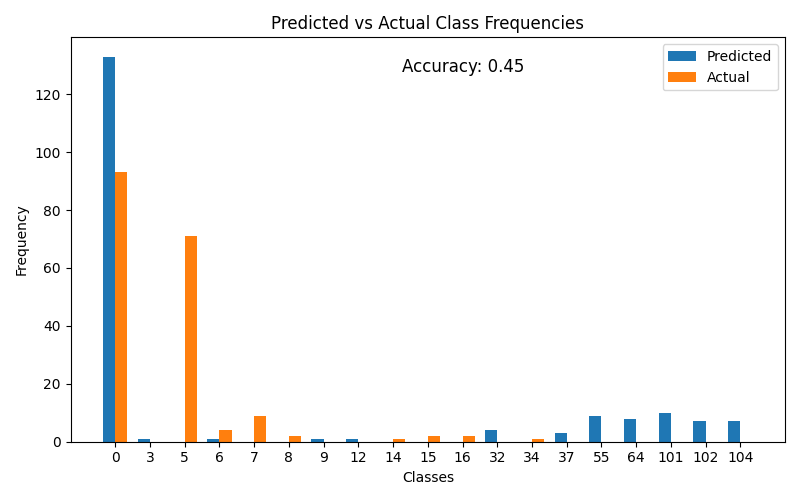 Predicted vs Actual Class Frequencies
Accuracy: 0.45
Predicted
Actual
Frequency
120
100
80
60
40
20
0
0 3 5 6 7 8 9 12 14 15 16 32 34 37 55 64 101 102 104
Classes